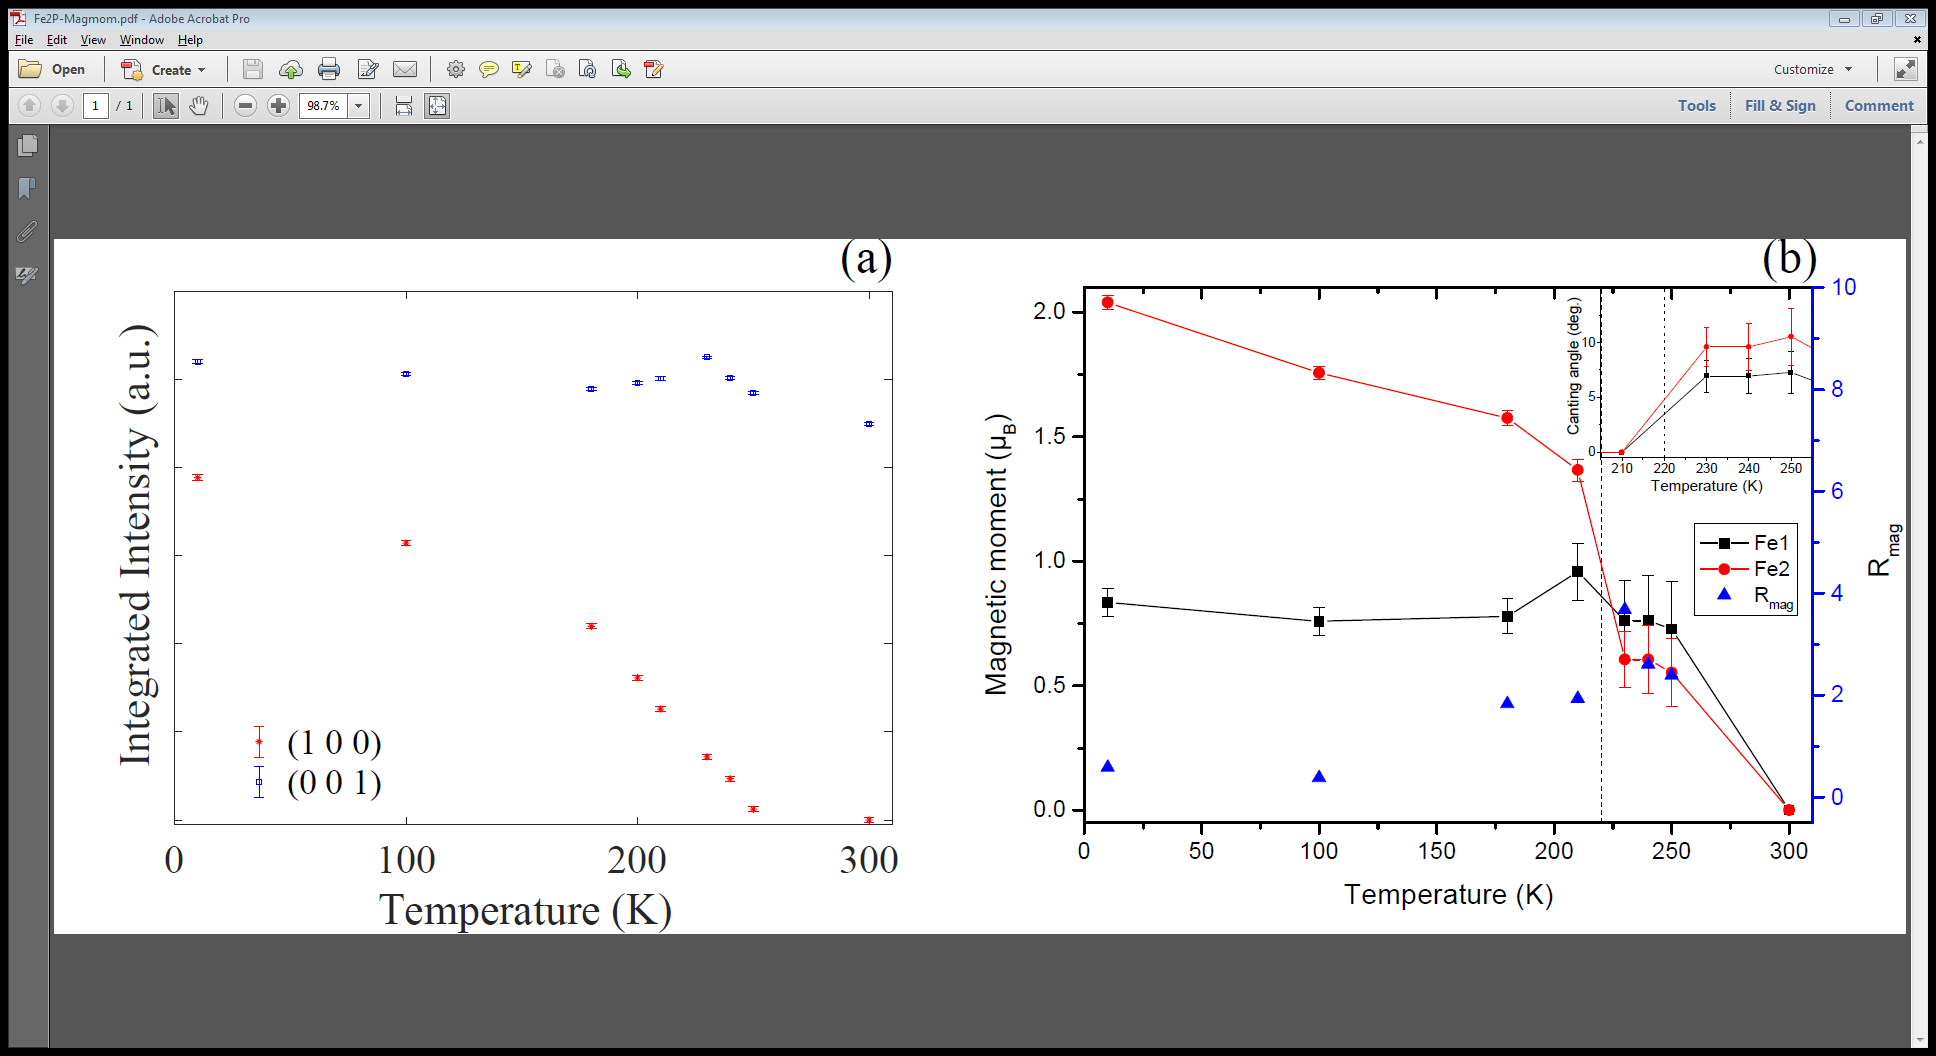 Fe2P-Magmom.pdf - Adobe Acrobat Pro
File Edit View Window Help
Open Create Customize
1 / 1 98.7% Tools Fill & Sign Comment
(a)
Integrated Intensity (a.u.)
(1 0 0)
(0 0 1)
0 100 200 300
Temperature (K)
(b)
Magnetic moment (μB)
2.0
1.5
1.0
0.5
0.0
0 50 100 150 200 250 300
Temperature (K)
Canting angle (deg.)
10
5
0
210 220 230 240 250
Temperature (K)
Fe1
Fe2
Rmag
10
8
6
4
2
0
Rmag